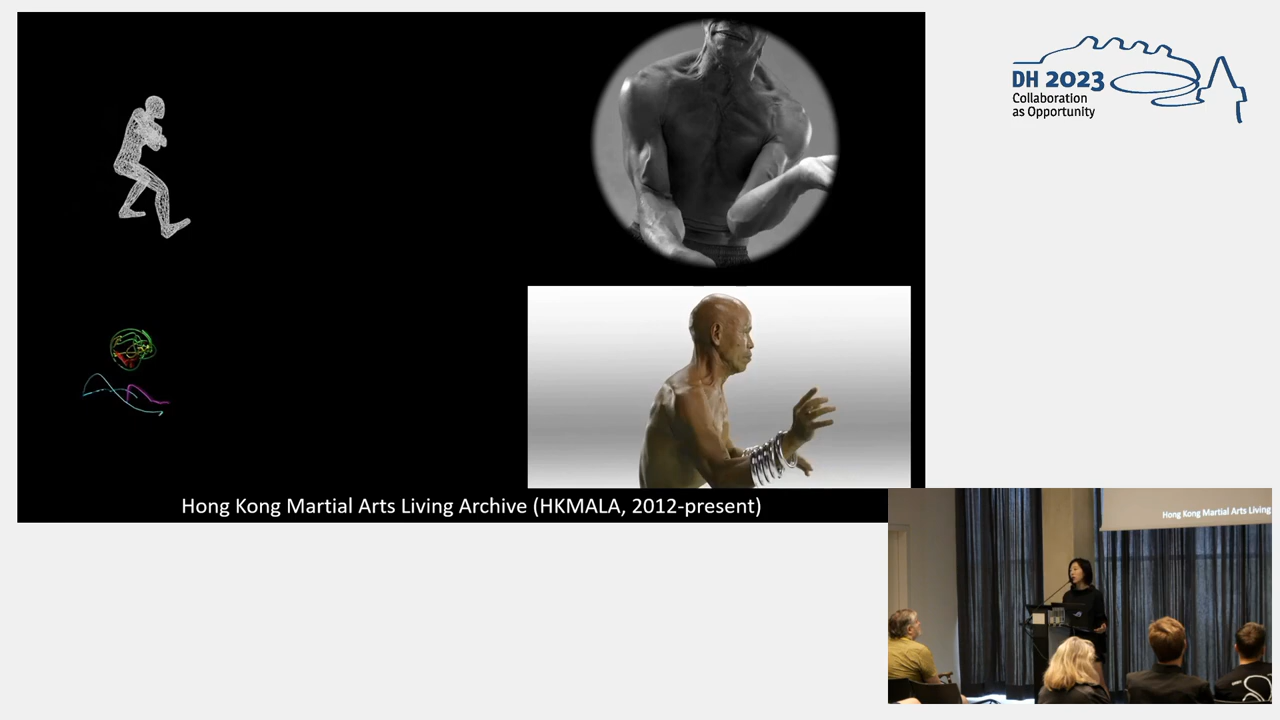 DH 2023
Collaboration
as Opportunity
Hong Kong Martial Arts Living Archive (HKMALA, 2012-present)
Hong Kong Martial Arts Living